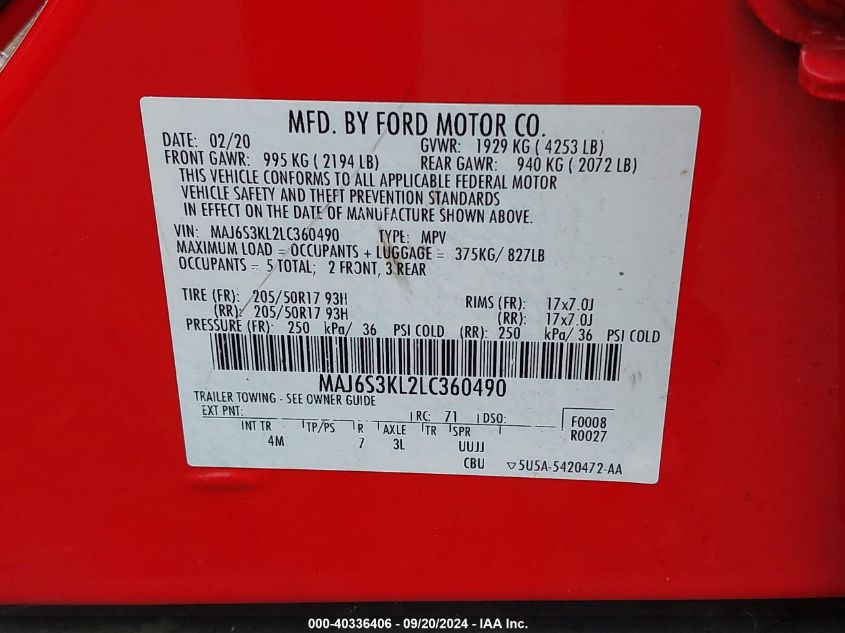 MFD. BY FORD MOTOR CO.
DATE: 02/20 GVWR: 1929 KG ( 4253 LB)
FRONT GAWR: 995 KG ( 2194 LB) REAR GAWR: 940 KG ( 2072 LB)
THIS VEHICLE CONFORMS TO ALL APPLICABLE FEDERAL MOTOR
VEHICLE SAFETY AND THEFT PREVENTION STANDARDS
IN EFFECT ON THE DATE OF MANUFACTURE SHOWN ABOVE.
VIN: MAJ6S3KL2LC360490 TYPE: MPV
MAXIMUM LOAD = OCCUPANTS + LUGGAGE = 375KG/ 827LB
OCCUPANTS = 5 TOTAL; 2 FRONT, 3 REAR
TIRE (FR): 205/50R17 93H RIMS (FR): 17x7.0J
(RR): 205/50R17 93H (RR): 17x7.0J
PRESSURE (FR): 250 kPa/ 36 PSI COLD (RR): 250 kPa/ 36 PSI COLD
MAJ6S3KL2LC360490
TRAILER TOWING - SEE OWNER GUIDE
EXT PNT: RC: 71 DSO: F0008
INT TR TP/PS R AXLE TR SPR R0027
4M 7 3L UUJJ
CBU ▽5U5A-5420472-AA
000-40336406 - 09/20/2024 - IAA Inc.